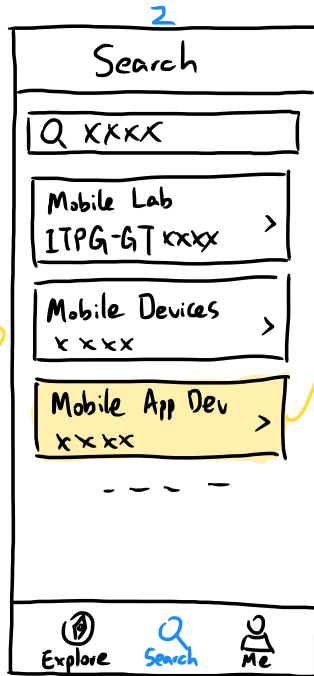 2
Search
xxxx
Mobile Lab
ITPG-GT xxxx
Mobile Devices
xxxx
Mobile App Dev
xxxx
Explore Search Me